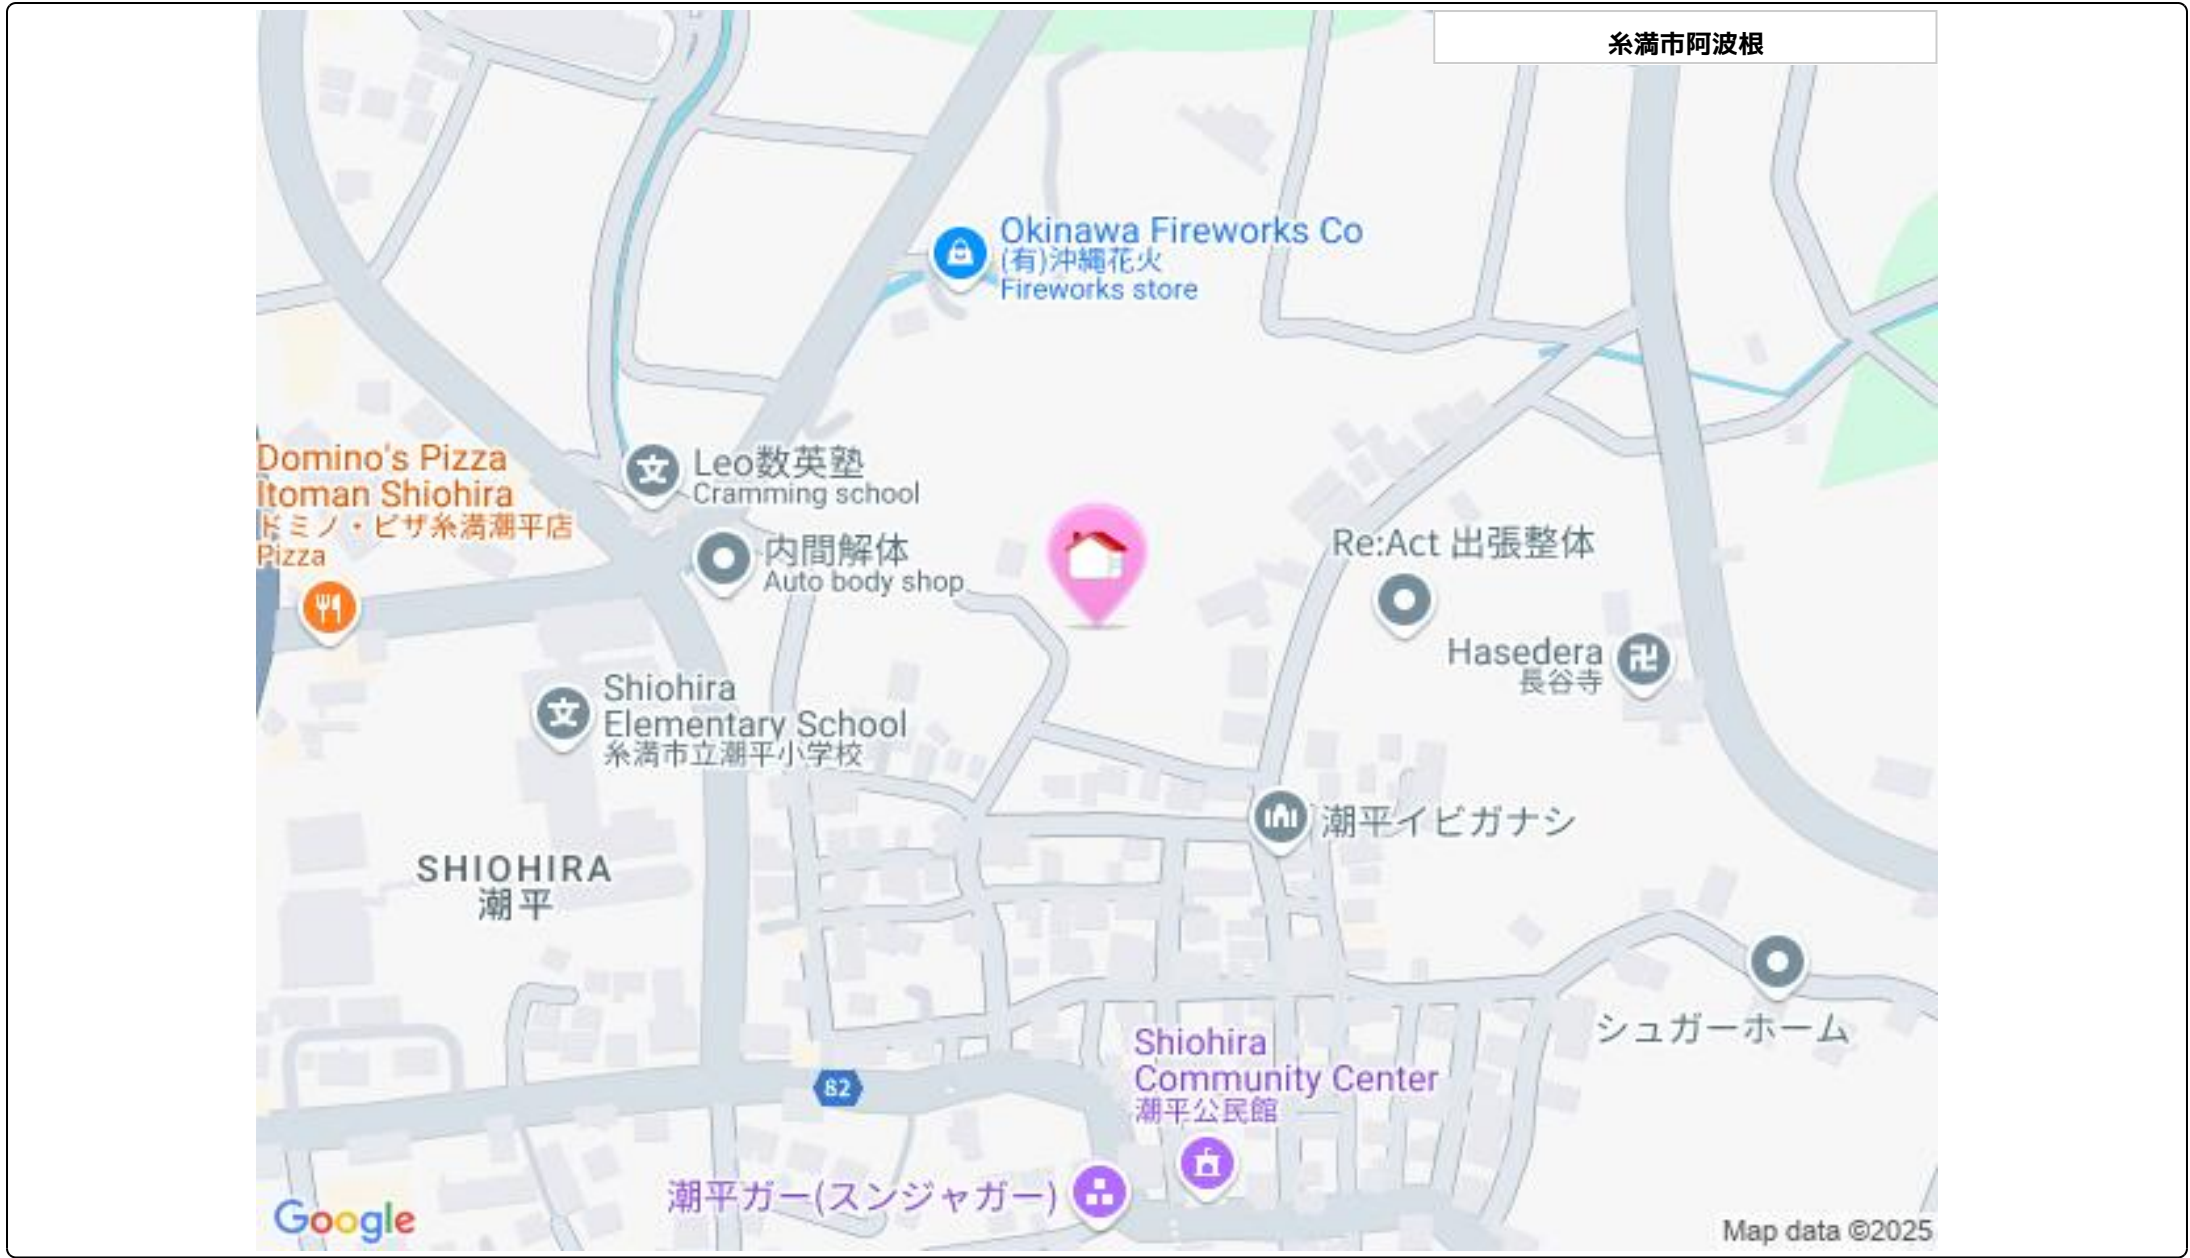 糸満市阿波根
Okinawa Fireworks Co
(有)沖縄花火
Fireworks store
Domino's Pizza
Itoman Shiohira
ドミノ・ピザ糸満潮平店
Pizza
Leo数英塾
Cramming school
内間解体
Auto body shop
Re:Act 出張整体
Hasedera
長谷寺
Shiohira
Elementary School
糸満市立潮平小学校
潮平イビガナシ
SHIOHIRA
潮平
シュガーホーム
Shiohira
Community Center
潮平公民館
82
潮平ガー(スンジャガー)
Google
Map data ©2025